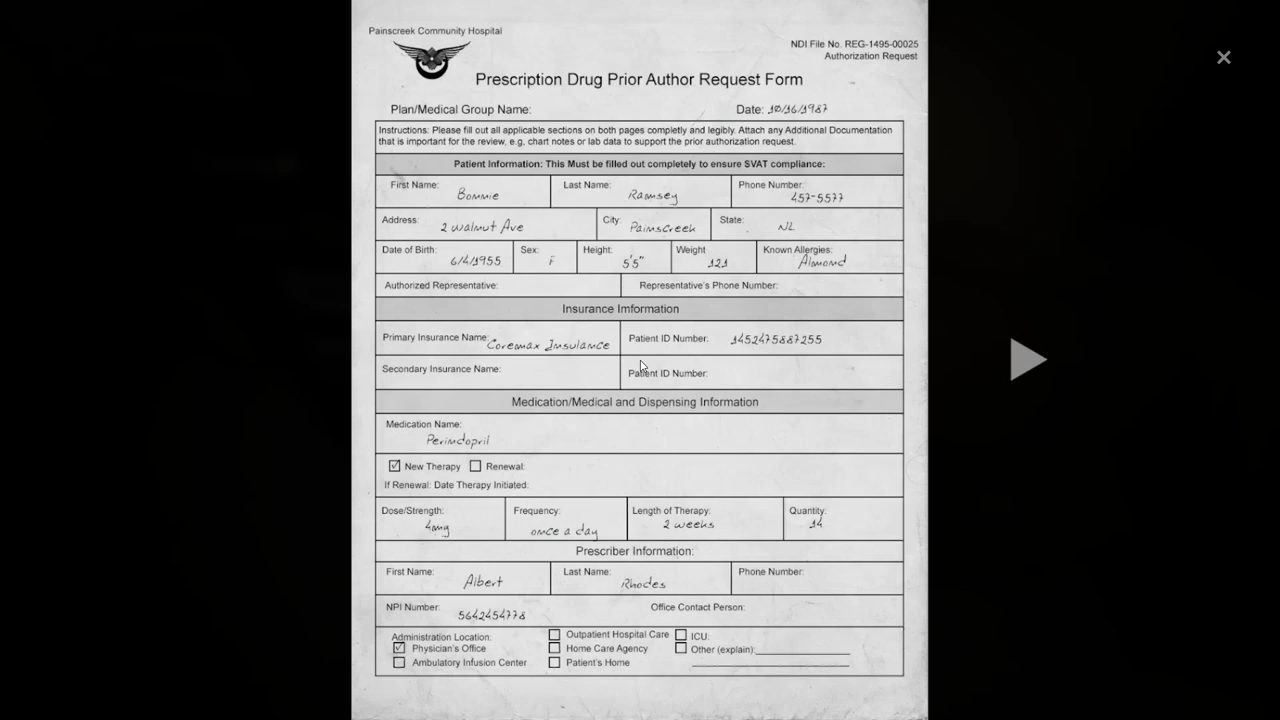 Painscreek Community Hospital
NDI File No. REG-1495-00025
Authorization Request
Prescription Drug Prior Author Request Form
Plan/Medical Group Name: Date: 10/16/1987
Instructions: Please fill out all applicable sections on both pages completly and legibly. Attach any Additional Documentation
that is important for the review, e.g, chart notes or lab data to support the prior authorization request.
Patient Information: This Must be filled out completely to ensure SVAT compliance:
First Name: Bonnie Last Name: Ramsey Phone Number: 457-5577
Address: 2 Walnut Ave City: Painscreek State: NL
Date of Birth: 6/4/1955 Sex: F Height: 5'5" Weight 121 Known Allergies: Almond
Authorized Representative: Representative's Phone Number:
Insurance Imformation
Primary Insurance Name: Coremax Insulance Patient ID Number: 1452475887255
Secondary Insurance Name: Patient ID Number:
Medication/Medical and Dispensing Information
Medication Name:
Perindopril
New Therapy Renewal:
If Renewal: Date Therapy Initiated:
Dose/Strength: 4mg Frequency: once a day Length of Therapy: 2 weeks Quantity: 14
Prescriber Information:
First Name: Albert Last Name: Rhodes Phone Number:
NPI Number: 5642454778 Office Contact Person:
Administration Location: Outpatient Hospital Care ICU:
Physician's Office Home Care Agency Other (explain):
Ambulatory Infusion Center Patient's Home